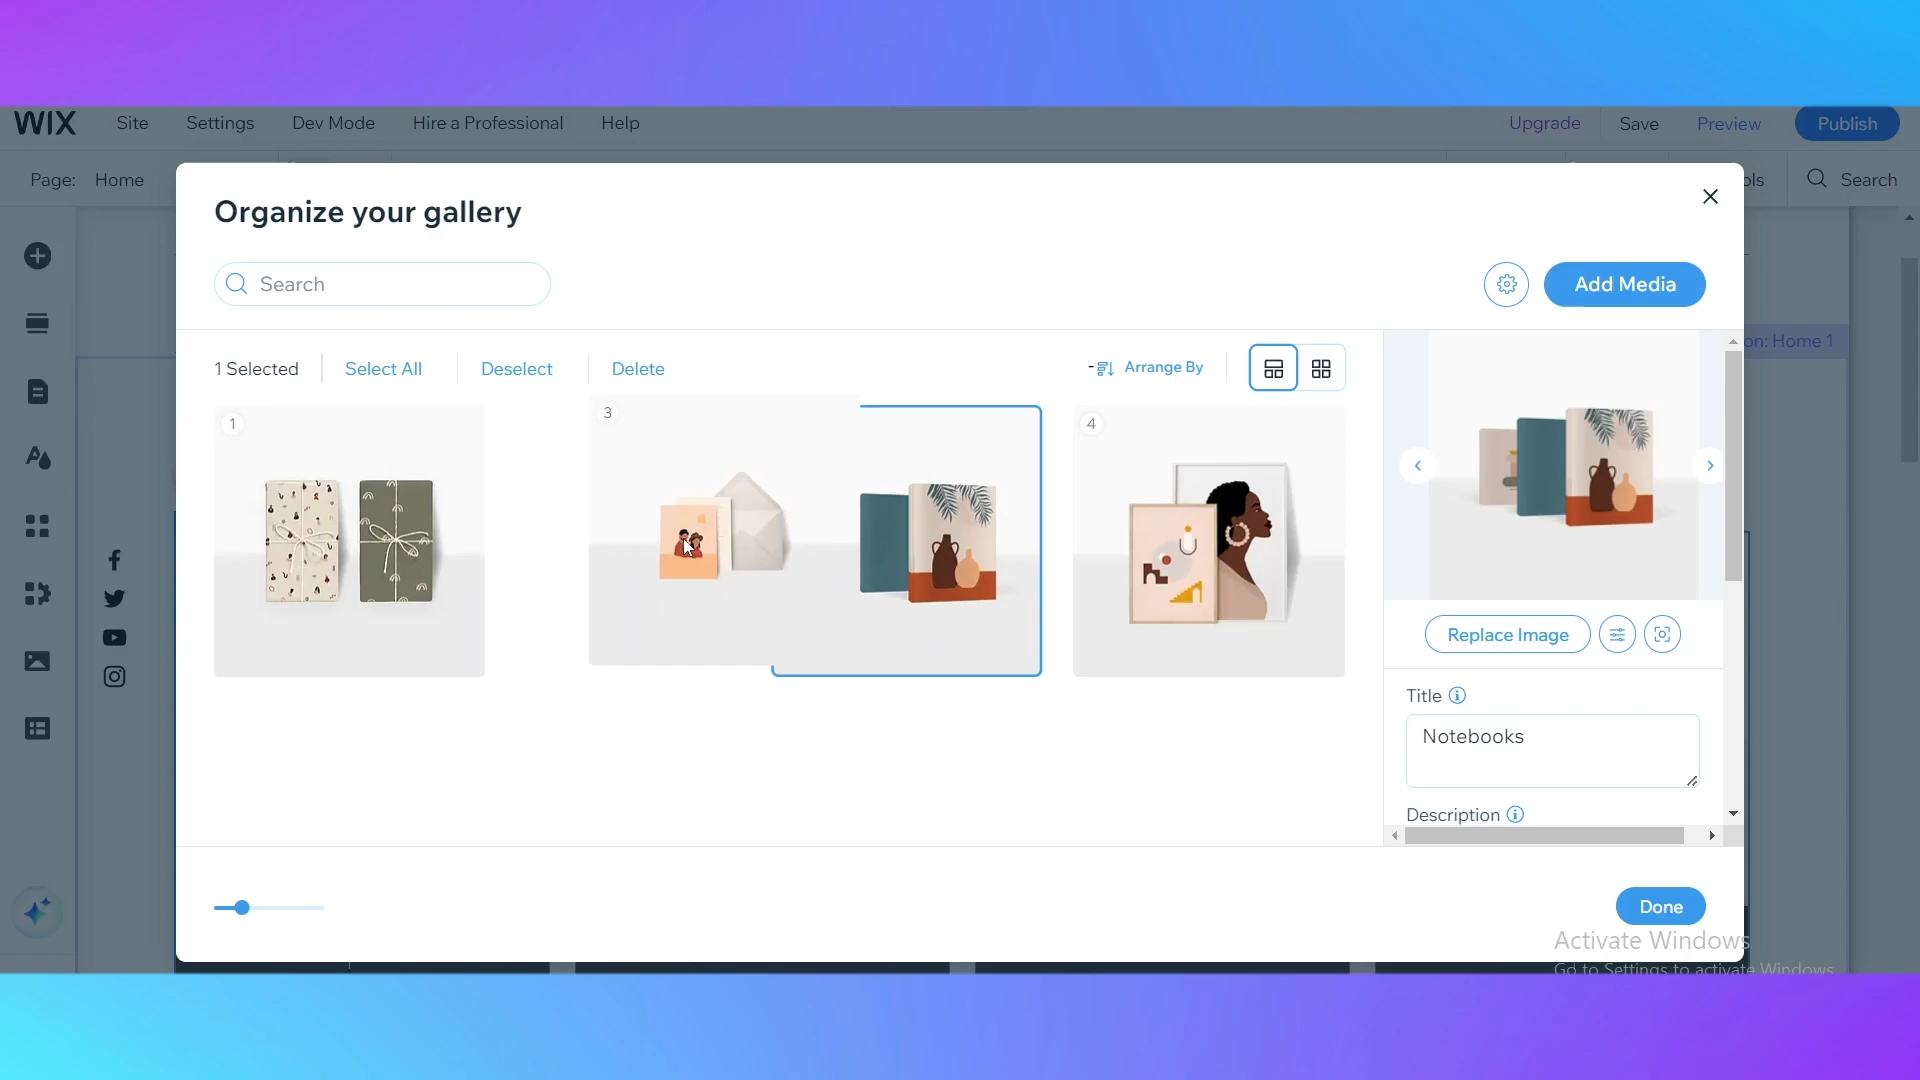 WIX Site Settings Dev Mode Hire a Professional Help Upgrade Save Preview Publish
Page: Home ols Search
Organize your gallery
Search
Add Media
on: Home 1
1 Selected Select All Deselect Delete Arrange By
1
3
4
Replace Image
Title
Notebooks
Description
Done
Activate Windows
Go to Settings to activate Windows.